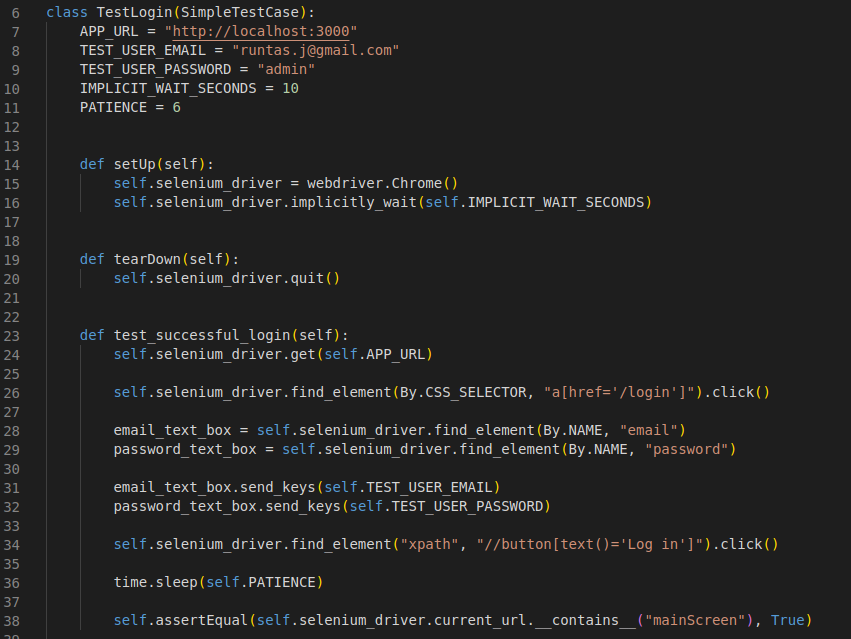 6 class TestLogin(SimpleTestCase):
7     APP_URL = "http://localhost:3000"
8     TEST_USER_EMAIL = "runtas.j@gmail.com"
9     TEST_USER_PASSWORD = "admin"
10     IMPLICIT_WAIT_SECONDS = 10
11     PATIENCE = 6
12
13
14     def setUp(self):
15         self.selenium_driver = webdriver.Chrome()
16         self.selenium_driver.implicitly_wait(self.IMPLICIT_WAIT_SECONDS)
17
18
19     def tearDown(self):
20         self.selenium_driver.quit()
21
22
23     def test_successful_login(self):
24         self.selenium_driver.get(self.APP_URL)
25
26         self.selenium_driver.find_element(By.CSS_SELECTOR, "a[href='/login']").click()
27
28         email_text_box = self.selenium_driver.find_element(By.NAME, "email")
29         password_text_box = self.selenium_driver.find_element(By.NAME, "password")
30
31         email_text_box.send_keys(self.TEST_USER_EMAIL)
32         password_text_box.send_keys(self.TEST_USER_PASSWORD)
33
34         self.selenium_driver.find_element("xpath", "//button[text()='Log in']").click()
35
36         time.sleep(self.PATIENCE)
37
38         self.assertEqual(self.selenium_driver.current_url.__contains__("mainScreen"), True)
39